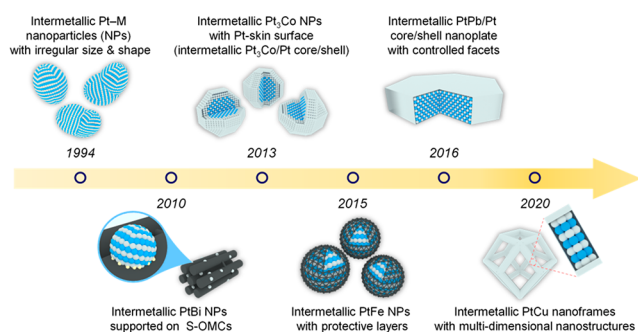 Intermetallic Pt–M
nanoparticles (NPs)
with irregular size & shape
Intermetallic Pt₃Co NPs
with Pt-skin surface
(intermetallic Pt₃Co/Pt core/shell)
Intermetallic PtPb/Pt
core/shell nanoplate
with controlled facets
1994
2013
2016
2010
2015
2020
Intermetallic PtBi NPs
supported on S-OMCs
Intermetallic PtFe NPs
with protective layers
Intermetallic PtCu nanoframes
with multi-dimensional nanostructures